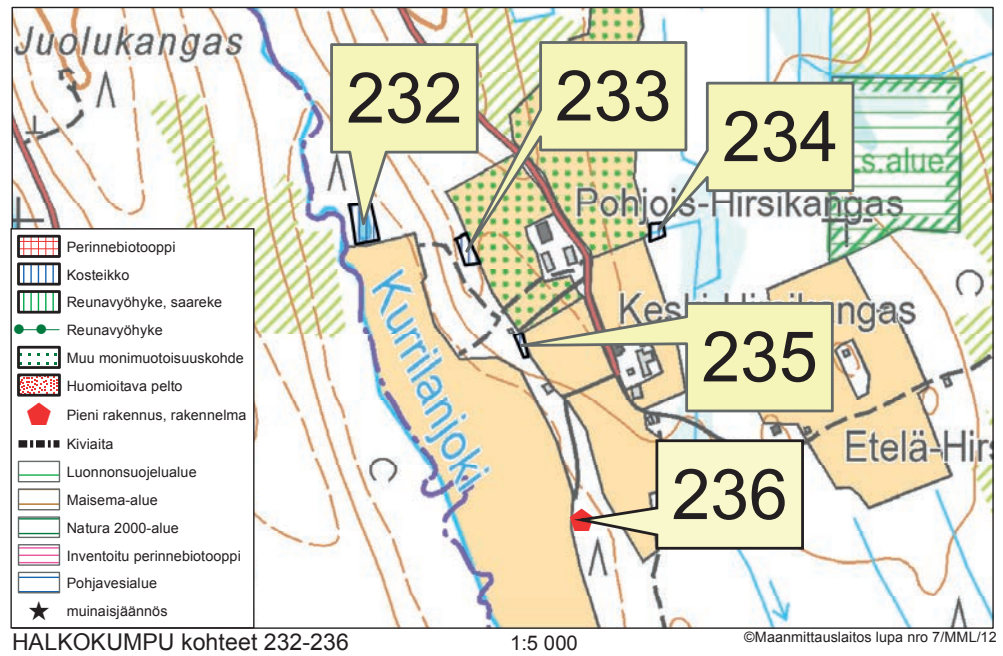 Juolukangas
232
233
234
s.alue
Pohjois-Hirsikangas
Perinnebiotooppi
Kosteikko
Reunavyöhyke, saareke
Reunavyöhyke
Muu monimuotoisuuskohde
Huomioitava pelto
Pieni rakennus, rakennelma
Kiviaita
Luonnonsuojelualue
Maisema-alue
Natura 2000-alue
Inventoitu perinnebiotooppi
Pohjavesialue
muinaisjäännös
Kurrilanjoki
Keski-Hirsikangas
235
Etelä-Hirs
236
HALKOKUMPU kohteet 232-236
1:5 000
©Maanmittauslaitos lupa nro 7/MML/12